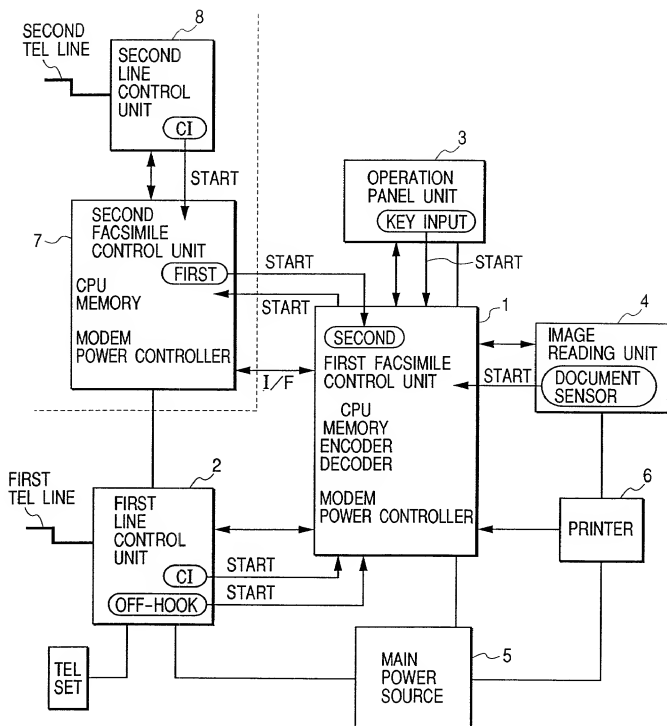 SECOND
TEL LINE
8
SECOND
LINE
CONTROL
UNIT
CI
START
3
OPERATION
PANEL UNIT
KEY INPUT
START
7
SECOND
FACSIMILE
CONTROL UNIT
FIRST
CPU
MEMORY
MODEM
POWER CONTROLLER
START
START
I/F
1
SECOND
FIRST FACSIMILE
CONTROL UNIT
CPU
MEMORY
ENCODER
DECODER
MODEM
POWER CONTROLLER
4
IMAGE
READING UNIT
START
DOCUMENT
SENSOR
FIRST
TEL LINE
2
FIRST
LINE
CONTROL
UNIT
CI
START
OFF-HOOK
START
6
PRINTER
TEL
SET
5
MAIN
POWER
SOURCE